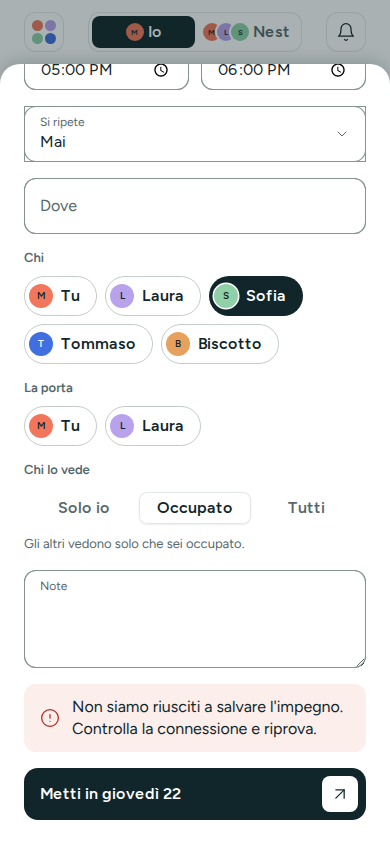 M Io M L S Nest
05:00 PM 06:00 PM
Si ripete
Mai
Dove
Chi
M Tu L Laura S Sofia
T Tommaso B Biscotto
La porta
M Tu L Laura
Chi lo vede
Solo io Occupato Tutti
Gli altri vedono solo che sei occupato.
Note
Non siamo riusciti a salvare l'impegno.
Controlla la connessione e riprova.
Metti in giovedì 22